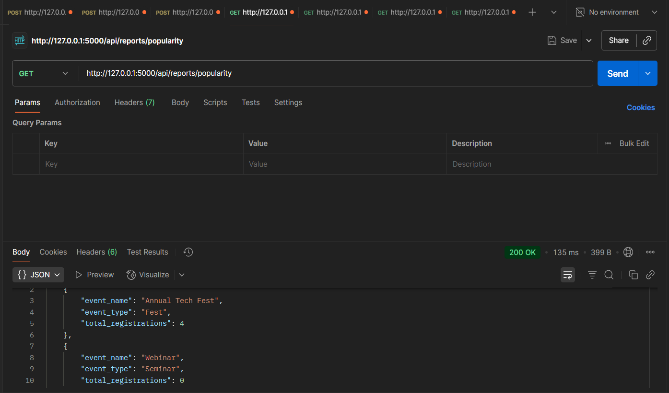 POST http://127.0.0. POST http://127.0.0 POST http://127.0.0 GET http://127.0.0.1 GET http://127.0.0.1 GET http://127.0.0.1 GET http://127.0.0.1 No environment
HTTP http://127.0.0.1:5000/api/reports/popularity Save Share
GET http://127.0.0.1:5000/api/reports/popularity Send
Params Authorization Headers (7) Body Scripts Tests Settings Cookies
Query Params
Key Value Description Bulk Edit
Key Value Description
Body Cookies Headers (6) Test Results 200 OK 135 ms 399 B
{ } JSON Preview Visualize
2 {
3 "event_name": "Annual Tech Fest",
4 "event_type": "Fest",
5 "total_registrations": 4
6 },
7 {
8 "event_name": "Webinar",
9 "event_type": "Seminar",
10 "total_registrations": 0